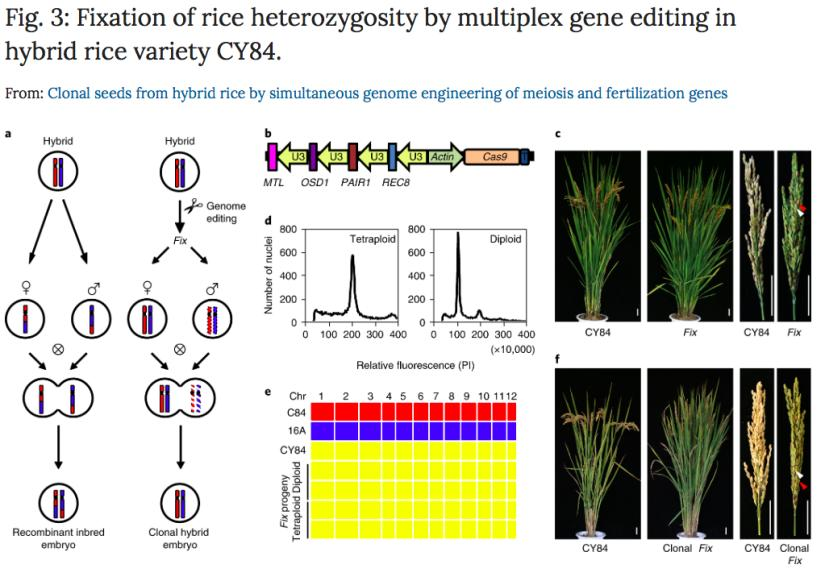 Fig. 3: Fixation of rice heterozygosity by multiplex gene editing in
hybrid rice variety CY84.
From: Clonal seeds from hybrid rice by simultaneous genome engineering of meiosis and fertilization genes
a
Hybrid
Hybrid
Genome
editing
Fix
♀
♂
♀
♂
Recombinant inbred
embryo
Clonal hybrid
embryo
b
U3 U3 U3 U3 Actin Cas9 T
MTL OSD1 PAIR1 REC8
d
Number of nuclei
800
600
400
200
0
0 100 200 300 400
Tetraploid
800
600
400
200
0
0 100 200 300 400
Diploid
(×10,000)
Relative fluorescence (PI)
e
Chr 1 2 3 4 5 6 7 8 9 10 11 12
C84
16A
CY84
Fix progeny
Tetraploid Diploid
c
CY84 Fix CY84 Fix
f
CY84 Clonal Fix CY84 Clonal
Fix